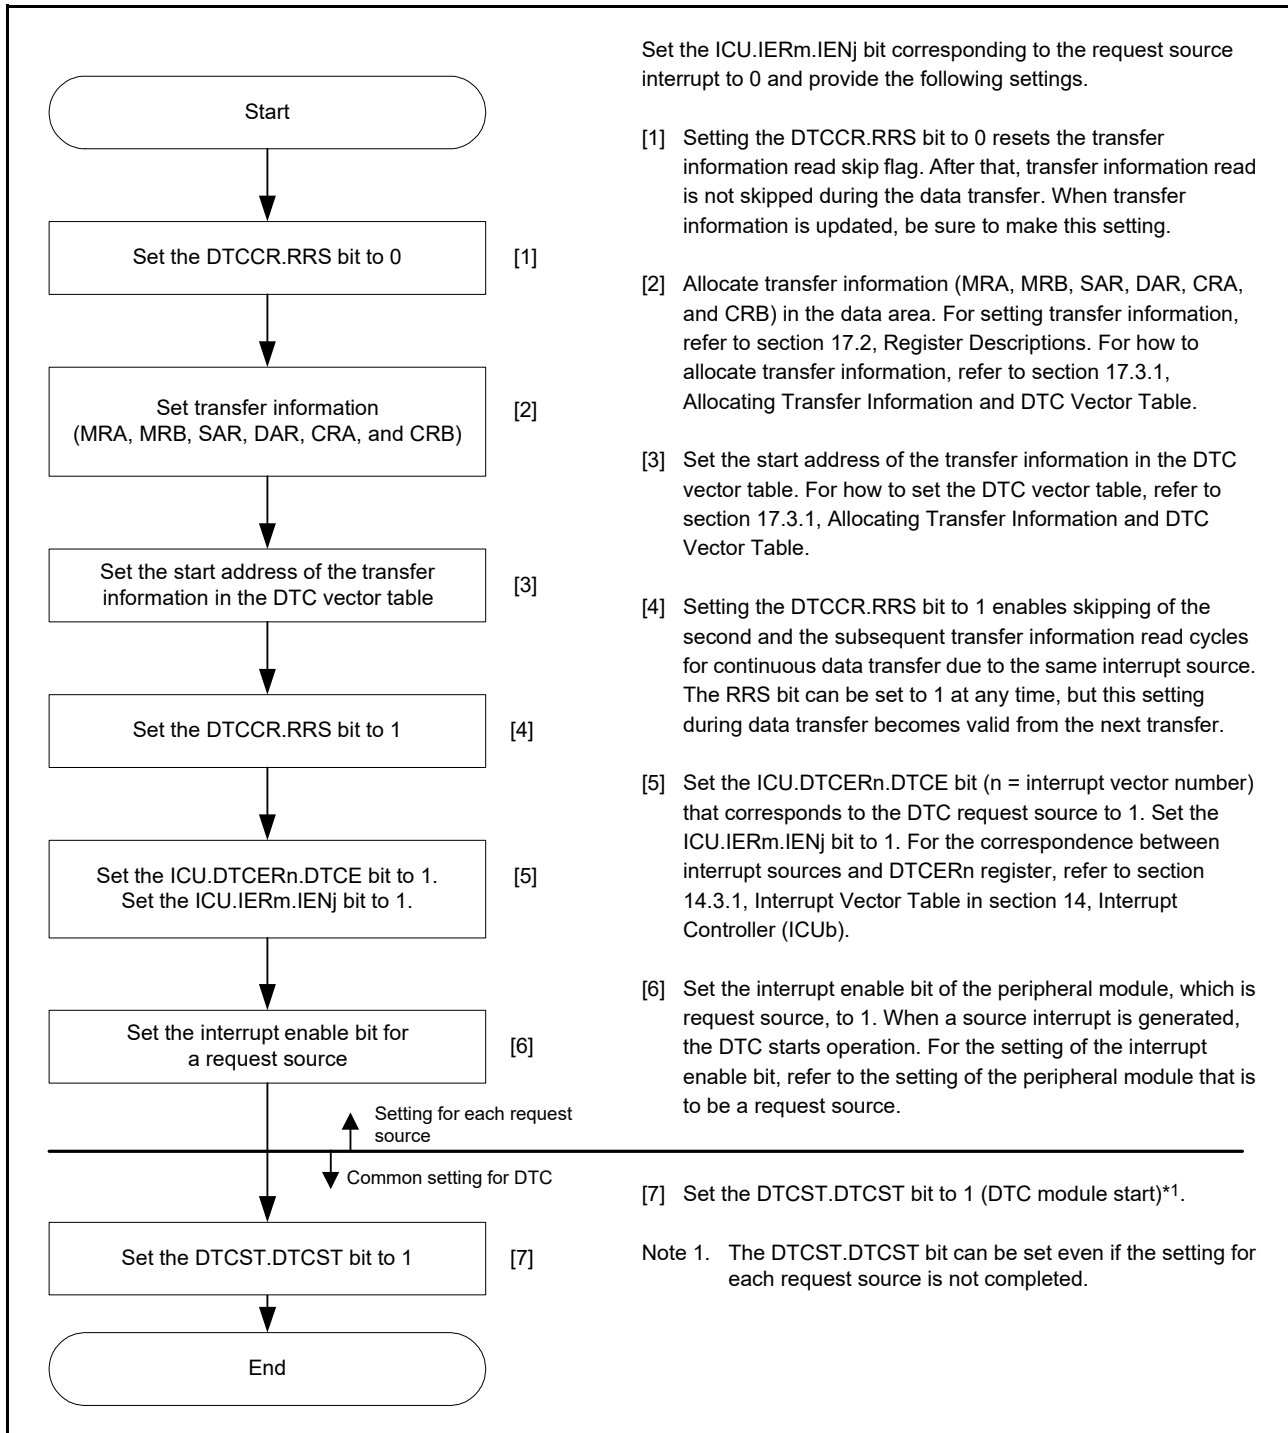 Start
Set the DTCCR.RRS bit to 0
[1]
Set transfer information
(MRA, MRB, SAR, DAR, CRA, and CRB)
[2]
Set the start address of the transfer
information in the DTC vector table
[3]
Set the DTCCR.RRS bit to 1
[4]
Set the ICU.DTCERn.DTCE bit to 1.
Set the ICU.IERm.IENj bit to 1.
[5]
Set the interrupt enable bit for
a request source
[6]
Setting for each request
source
Common setting for DTC
Set the DTCST.DTCST bit to 1
[7]
End
Set the ICU.IERm.IENj bit corresponding to the request source
interrupt to 0 and provide the following settings.
[1] Setting the DTCCR.RRS bit to 0 resets the transfer
information read skip flag. After that, transfer information read
is not skipped during the data transfer. When transfer
information is updated, be sure to make this setting.
[2] Allocate transfer information (MRA, MRB, SAR, DAR, CRA,
and CRB) in the data area. For setting transfer information,
refer to section 17.2, Register Descriptions. For how to
allocate transfer information, refer to section 17.3.1,
Allocating Transfer Information and DTC Vector Table.
[3] Set the start address of the transfer information in the DTC
vector table. For how to set the DTC vector table, refer to
section 17.3.1, Allocating Transfer Information and DTC
Vector Table.
[4] Setting the DTCCR.RRS bit to 1 enables skipping of the
second and the subsequent transfer information read cycles
for continuous data transfer due to the same interrupt source.
The RRS bit can be set to 1 at any time, but this setting
during data transfer becomes valid from the next transfer.
[5] Set the ICU.DTCERn.DTCE bit (n = interrupt vector number)
that corresponds to the DTC request source to 1. Set the
ICU.IERm.IENj bit to 1. For the correspondence between
interrupt sources and DTCERn register, refer to section
14.3.1, Interrupt Vector Table in section 14, Interrupt
Controller (ICUb).
[6] Set the interrupt enable bit of the peripheral module, which is
request source, to 1. When a source interrupt is generated,
the DTC starts operation. For the setting of the interrupt
enable bit, refer to the setting of the peripheral module that is
to be a request source.
[7] Set the DTCST.DTCST bit to 1 (DTC module start)*1.
Note 1. The DTCST.DTCST bit can be set even if the setting for
each request source is not completed.